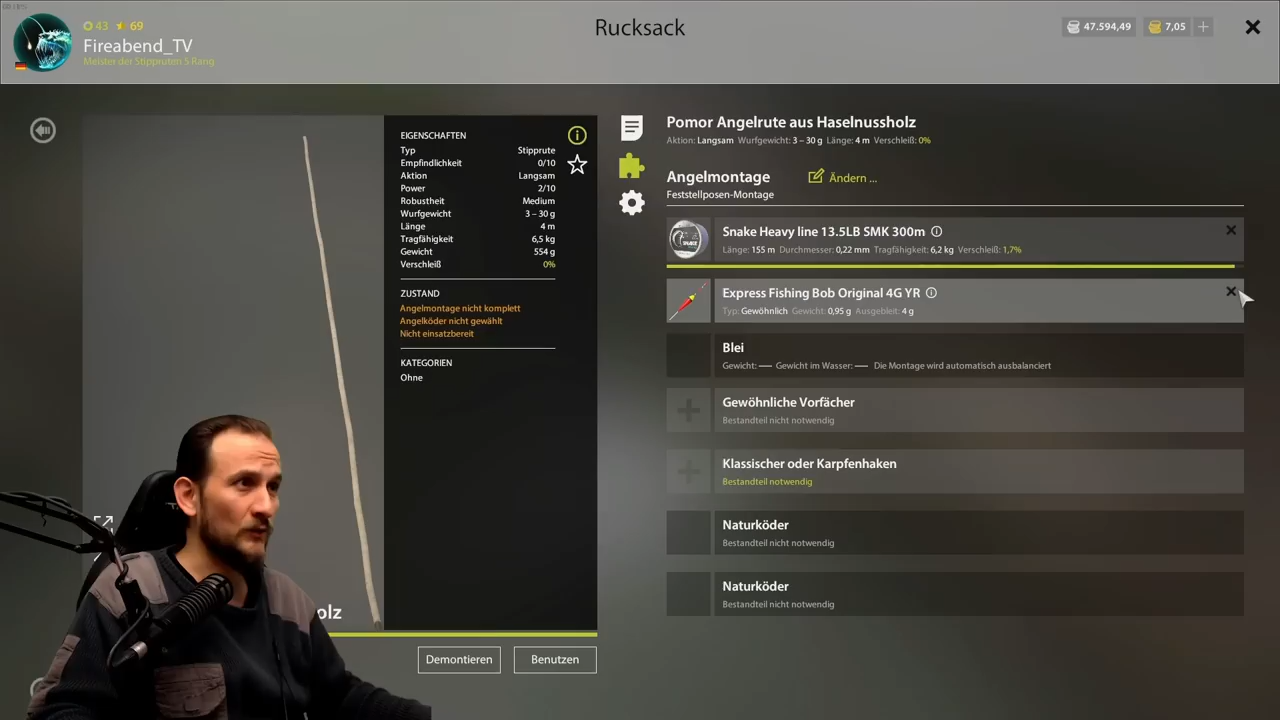 43 69
Fireabend_TV
Meister der Stippruten 5 Rang
Rucksack
47.594,49
7,05
EIGENSCHAFTEN
Typ Stipprute
Empfindlichkeit 0/10
Aktion Langsam
Power 2/10
Robustheit Medium
Wurfgewicht 3 – 30 g
Länge 4 m
Tragfähigkeit 6,5 kg
Gewicht 554 g
Verschleiß 0%
ZUSTAND
Angelmontage nicht komplett
Angelköder nicht gewählt
Nicht einsatzbereit
KATEGORIEN
Ohne
olz
Demontieren
Benutzen
Pomor Angelrute aus Haselnussholz
Aktion: Langsam Wurfgewicht: 3 – 30 g Länge: 4 m Verschleiß: 0%
Angelmontage
Ändern ...
Feststellposen-Montage
Snake Heavy line 13.5LB SMK 300m
Länge: 155 m Durchmesser: 0,22 mm Tragfähigkeit: 6,2 kg Verschleiß: 1,7%
SNAKE
Express Fishing Bob Original 4G YR
Typ: Gewöhnlich Gewicht: 0,95 g Ausgebleit: 4 g
Blei
Gewicht: — Gewicht im Wasser: — Die Montage wird automatisch ausbalanciert
Gewöhnliche Vorfächer
Bestandteil nicht notwendig
Klassischer oder Karpfenhaken
Bestandteil notwendig
Naturköder
Bestandteil nicht notwendig
Naturköder
Bestandteil nicht notwendig